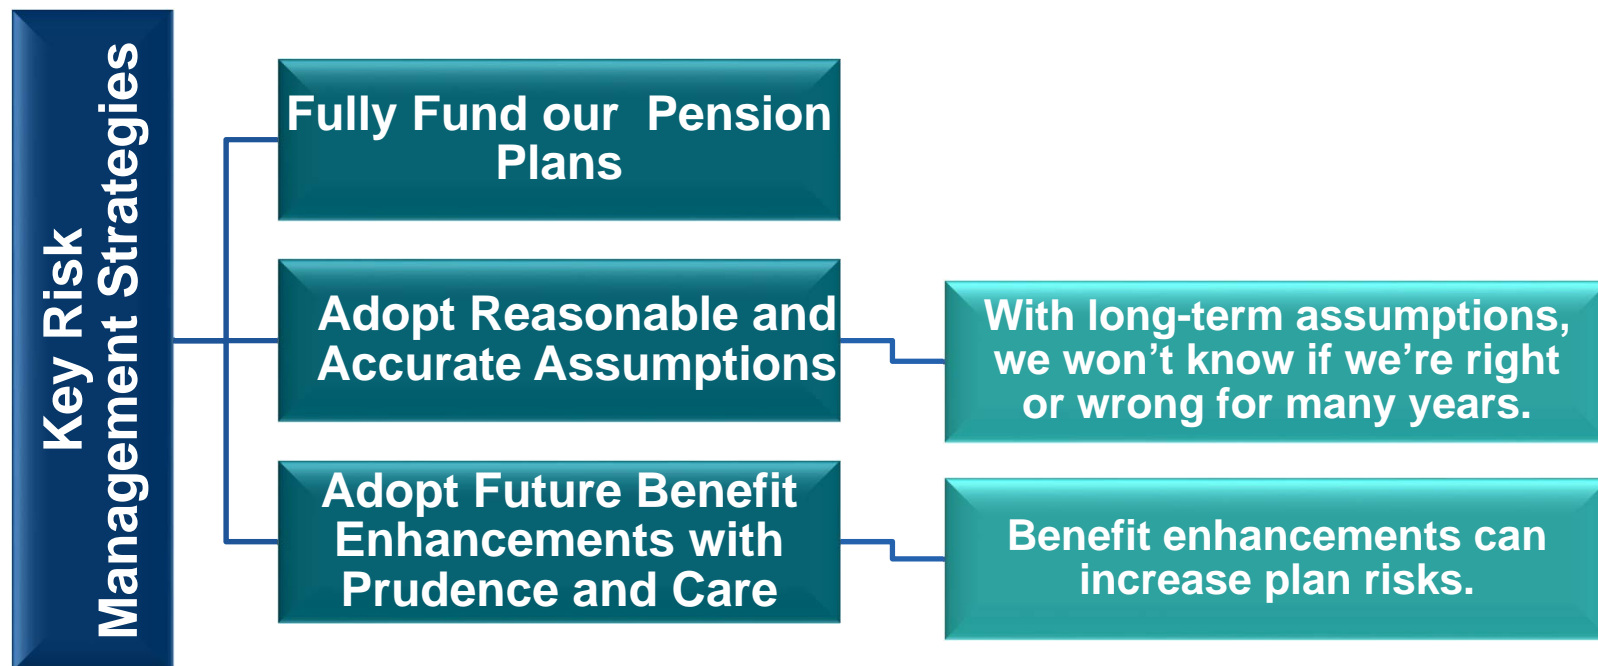 Key Risk
Management Strategies
Fully Fund our  Pension
Plans
Adopt Reasonable and
Accurate Assumptions
With long-term assumptions,
we won’t know if we’re right
or wrong for many years.
Adopt Future Benefit
Enhancements with
Prudence and Care
Benefit enhancements can
increase plan risks.